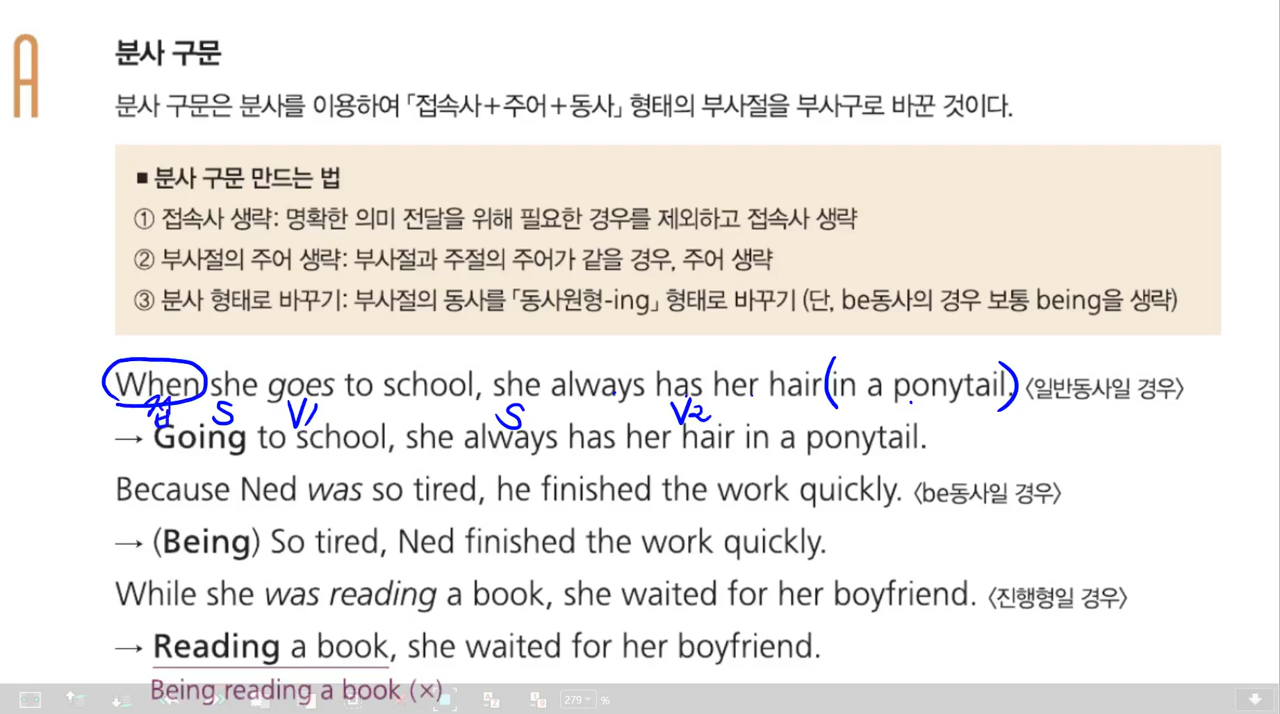 A
분사 구문
분사 구문은 분사를 이용하여 「접속사+주어+동사」 형태의 부사절을 부사구로 바꾼 것이다.
■ 분사 구문 만드는 법
① 접속사 생략: 명확한 의미 전달을 위해 필요한 경우를 제외하고 접속사 생략
② 부사절의 주어 생략: 부사절과 주절의 주어가 같을 경우, 주어 생략
③ 분사 형태로 바꾸기: 부사절의 동사를 「동사원형-ing」 형태로 바꾸기 (단, be동사의 경우 보통 being을 생략)
When she goes to school, she always has her hair (in a ponytail.) 〈일반동사일 경우〉
접 S V1 S V2
→ Going to school, she always has her hair in a ponytail.
Because Ned was so tired, he finished the work quickly. 〈be동사일 경우〉
→ (Being) So tired, Ned finished the work quickly.
While she was reading a book, she waited for her boyfriend. 〈진행형일 경우〉
→ Reading a book, she waited for her boyfriend.
Being reading a book (×)
279 %